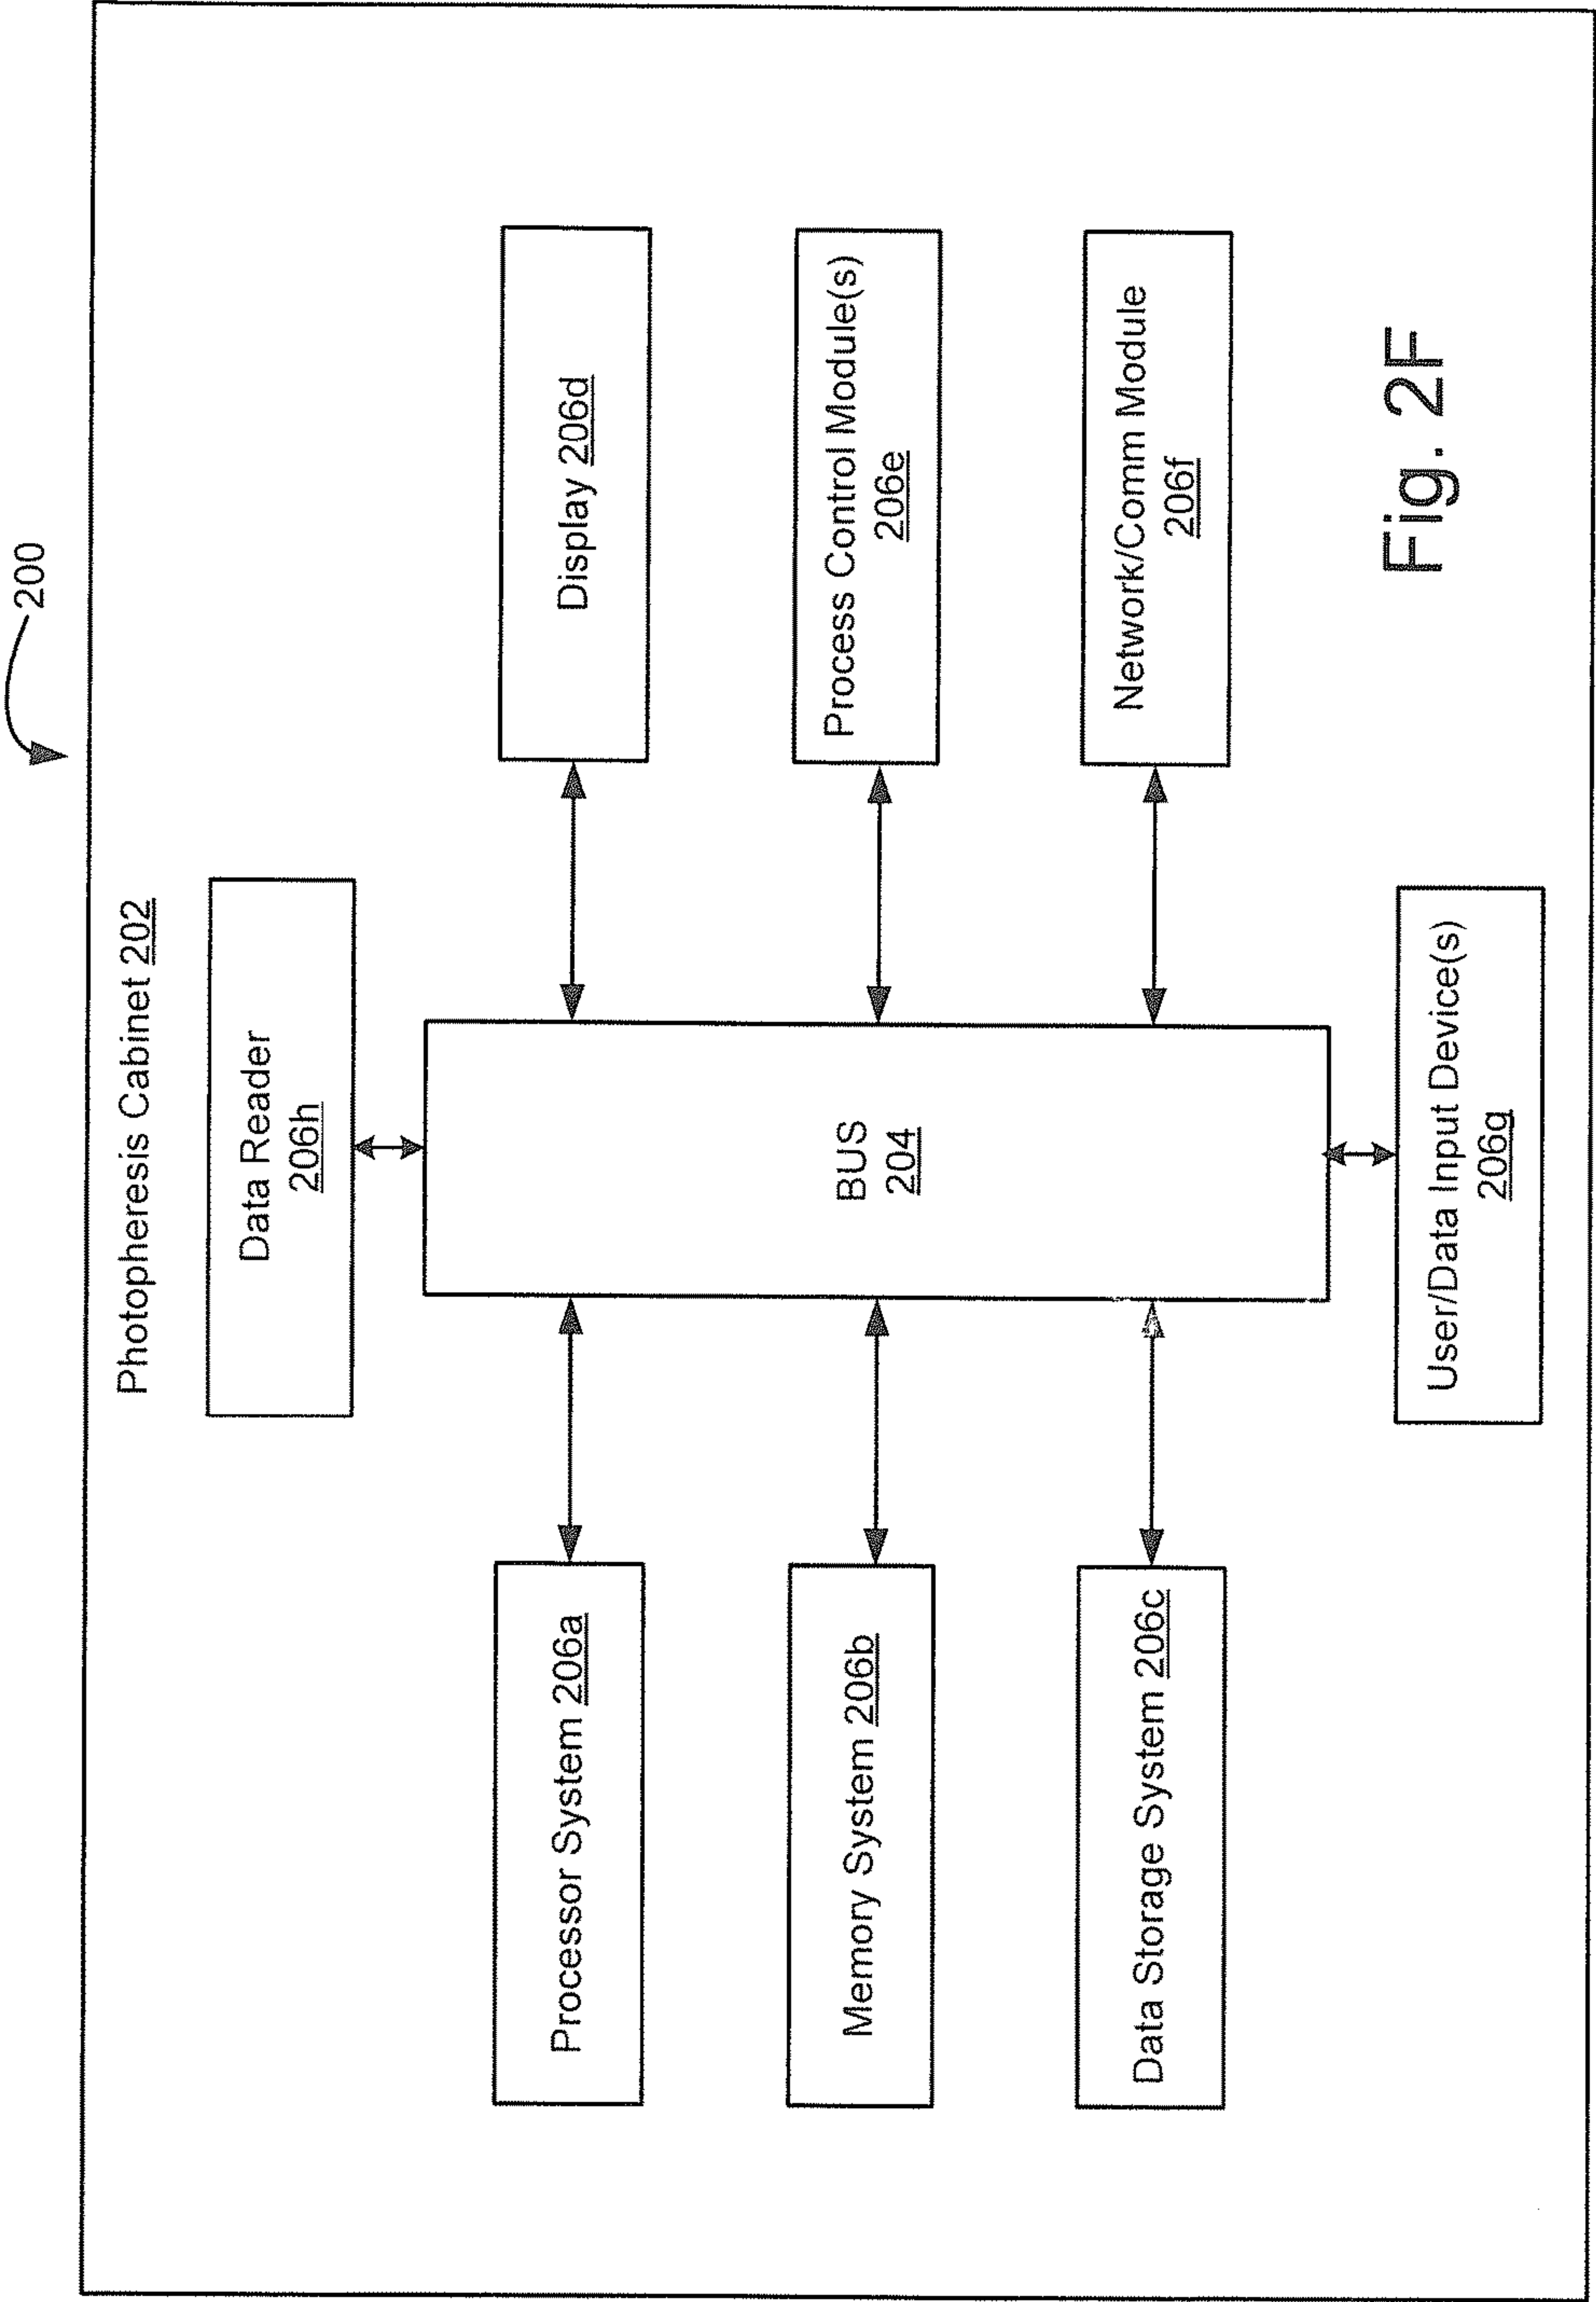 200
Photopheresis Cabinet 202
Data Reader
206h
Processor System 206a
Display 206d
BUS
204
Memory System 206b
Process Control Module(s)
206e
Data Storage System 206c
Network/Comm Module
206f
User/Data Input Device(s)
206g
Fig. 2F